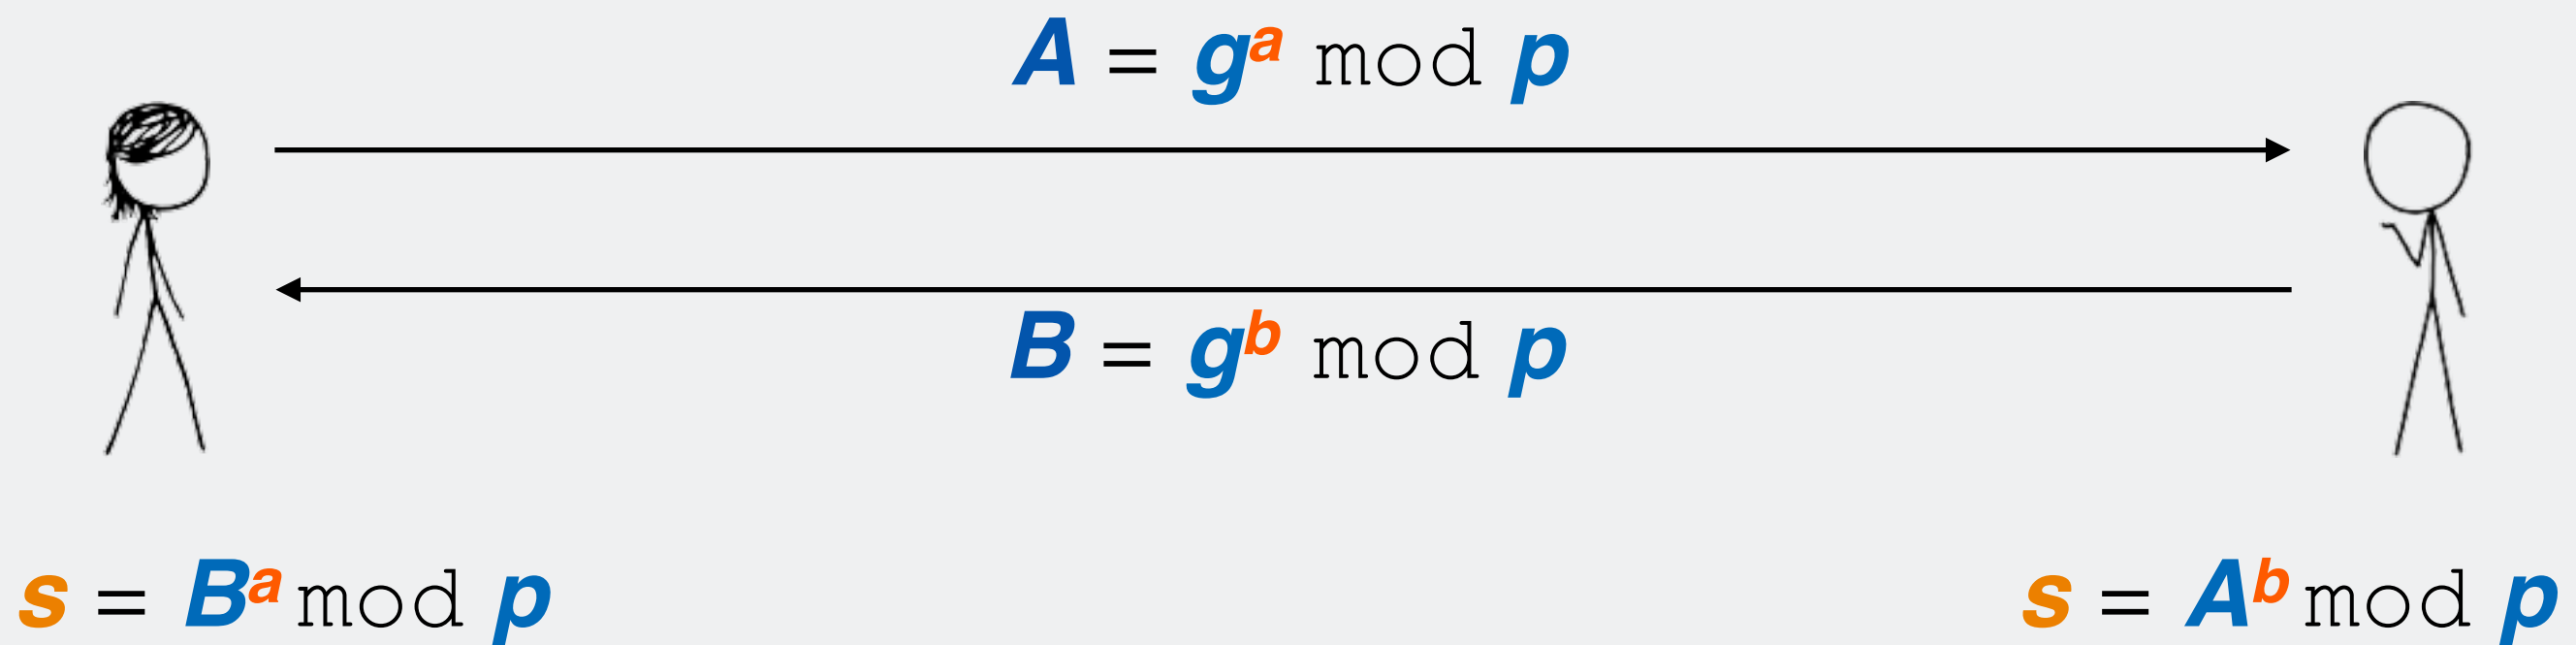 A = gᵃ mod p
B = gᵇ mod p
s = Bᵃ mod p
s = Aᵇ mod p